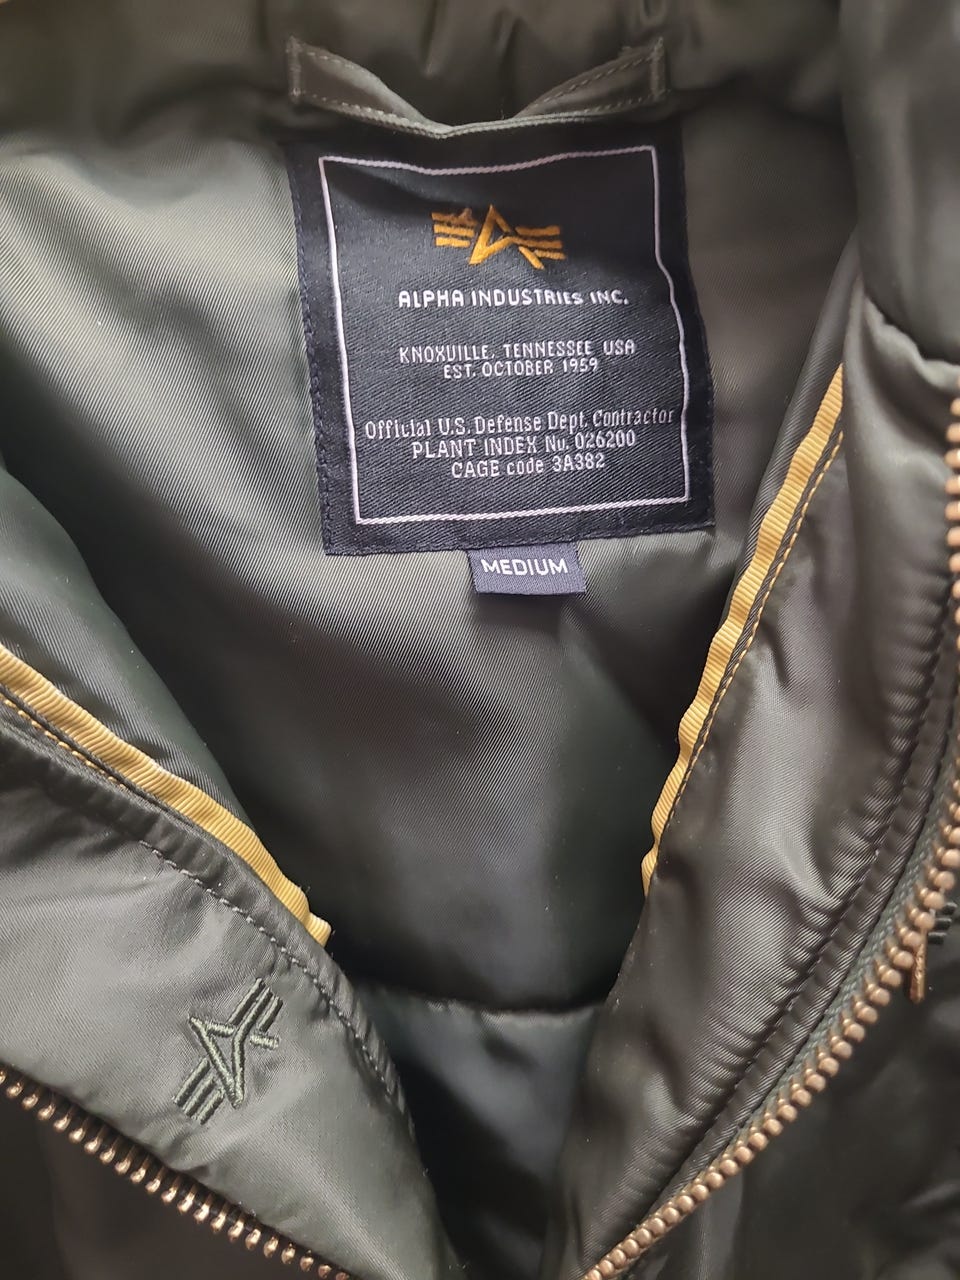 ALPHA INDUSTRIES INC.
KNOXVILLE, TENNESSEE USA
EST. OCTOBER 1959
Official U.S. Defense Dept. Contractor
PLANT INDEX No. 026200
CAGE code 3A382
MEDIUM